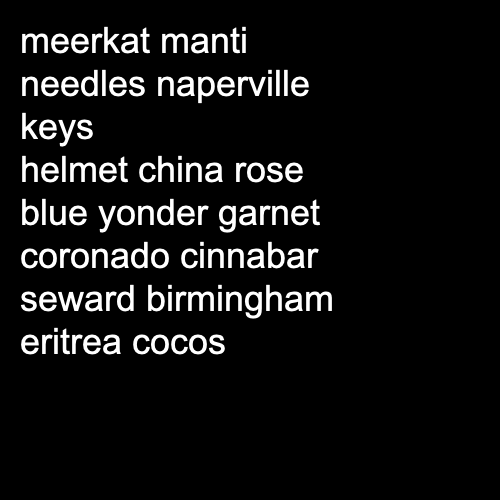 meerkat manti
needles naperville
keys
helmet china rose
blue yonder garnet
coronado cinnabar
seward birmingham
eritrea cocos